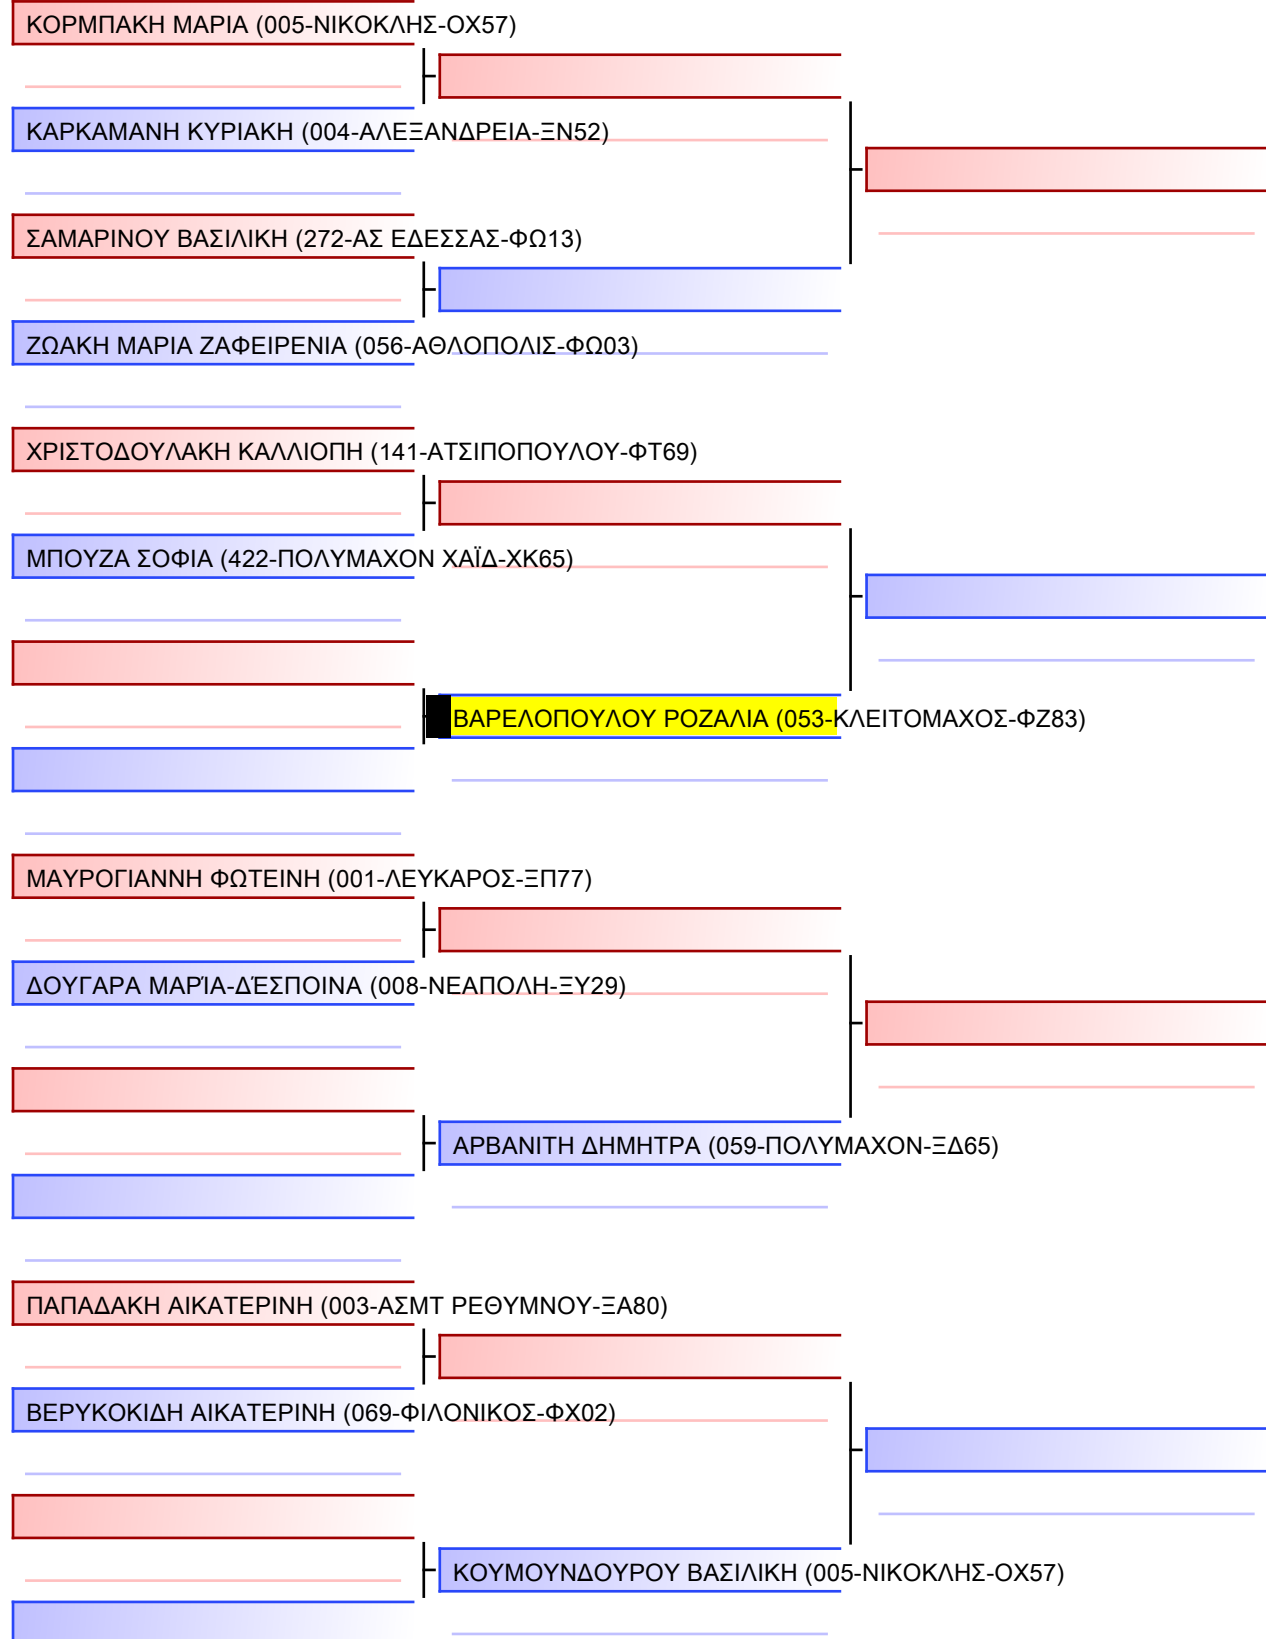 ΚΟΡΜΠΑΚΗ ΜΑΡΙΑ (005-ΝΙΚΟΚΛΗΣ-ΟΧ57)
ΚΑΡΚΑΜΑΝΗ ΚΥΡΙΑΚΗ (004-ΑΛΕΞΑΝΔΡΕΙΑ-ΞΝ52)
ΣΑΜΑΡΙΝΟΥ ΒΑΣΙΛΙΚΗ (272-ΑΣ ΕΔΕΣΣΑΣ-ΦΩ13)
ΖΩΑΚΗ ΜΑΡΙΑ ΖΑΦΕΙΡΕΝΙΑ (056-ΑΘΛΟΠΟΛΙΣ-ΦΩ03)
ΧΡΙΣΤΟΔΟΥΛΑΚΗ ΚΑΛΛΙΟΠΗ (141-ΑΤΣΙΠΟΠΟΥΛΟΥ-ΦΤ69)
ΜΠΟΥΖΑ ΣΟΦΙΑ (422-ΠΟΛΥΜΑΧΟΝ ΧΑΪΔ-ΧΚ65)
ΒΑΡΕΛΟΠΟΥΛΟΥ ΡΟΖΑΛΙΑ (053-ΚΛΕΙΤΟΜΑΧΟΣ-ΦΖ83)
ΜΑΥΡΟΓΙΑΝΝΗ ΦΩΤΕΙΝΗ (001-ΛΕΥΚΑΡΟΣ-ΞΠ77)
ΔΟΥΓΑΡΑ ΜΑΡΊΑ-ΔΈΣΠΟΙΝΑ (008-ΝΕΑΠΟΛΗ-ΞΥ29)
ΑΡΒΑΝΙΤΗ ΔΗΜΗΤΡΑ (059-ΠΟΛΥΜΑΧΟΝ-ΞΔ65)
ΠΑΠΑΔΑΚΗ ΑΙΚΑΤΕΡΙΝΗ (003-ΑΣΜΤ ΡΕΘΥΜΝΟΥ-ΞΑ80)
ΒΕΡΥΚΟΚΙΔΗ ΑΙΚΑΤΕΡΙΝΗ (069-ΦΙΛΟΝΙΚΟΣ-ΦΧ02)
ΚΟΥΜΟΥΝΔΟΥΡΟΥ ΒΑΣΙΛΙΚΗ (005-ΝΙΚΟΚΛΗΣ-ΟΧ57)